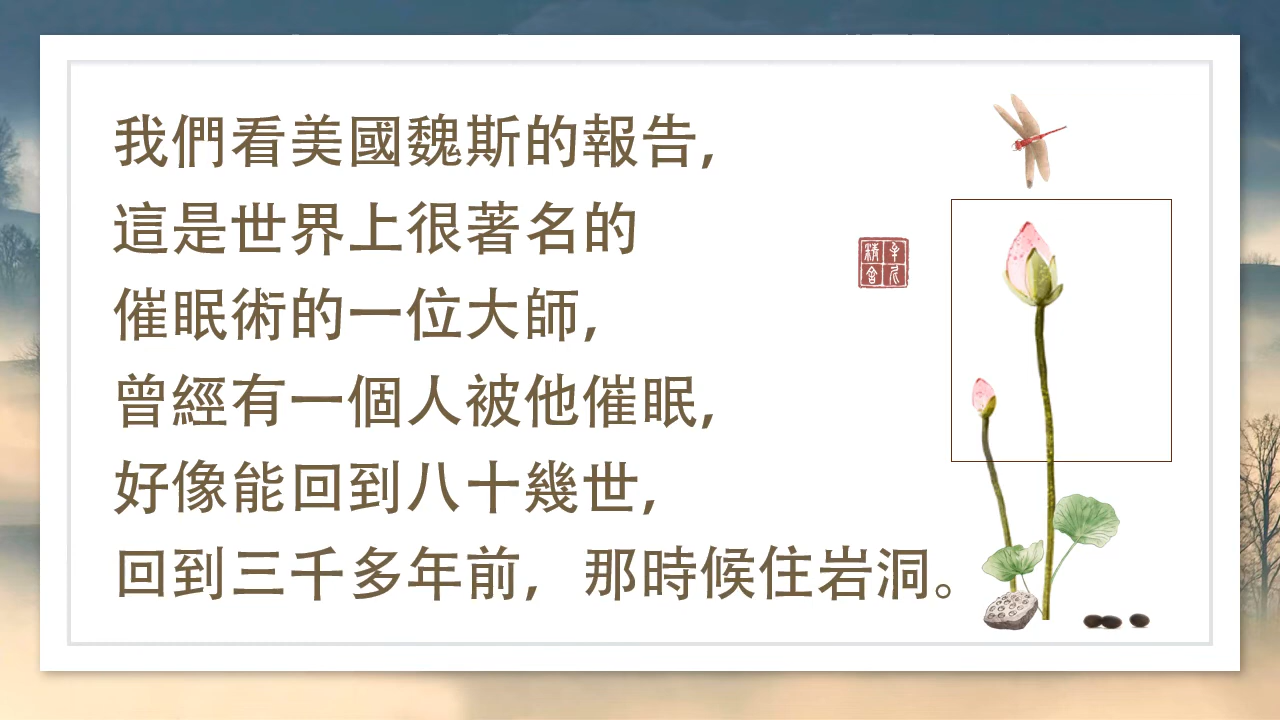 我們看美國魏斯的報告，
這是世界上很著名的
催眠術的一位大師，
曾經有一個人被他催眠，
好像能回到八十幾世，
回到三千多年前，那時候住岩洞。